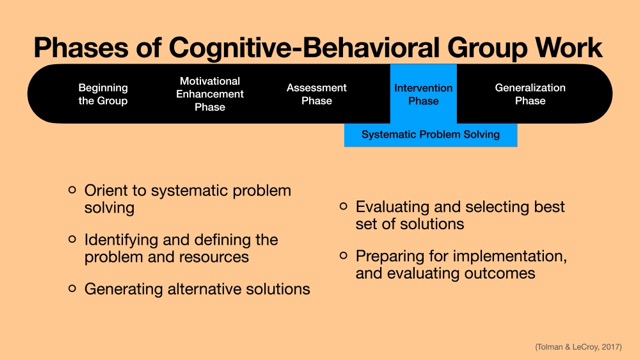 Phases of Cognitive-Behavioral Group Work
Beginning
the Group
Motivational
Enhancement
Phase
Assessment
Phase
Intervention
Phase
Generalization
Phase
Systematic Problem Solving
Orient to systematic problem
solving
Identifying and defining the
problem and resources
Generating alternative solutions
Evaluating and selecting best
set of solutions
Preparing for implementation,
and evaluating outcomes
(Tolman & LeCroy, 2017)